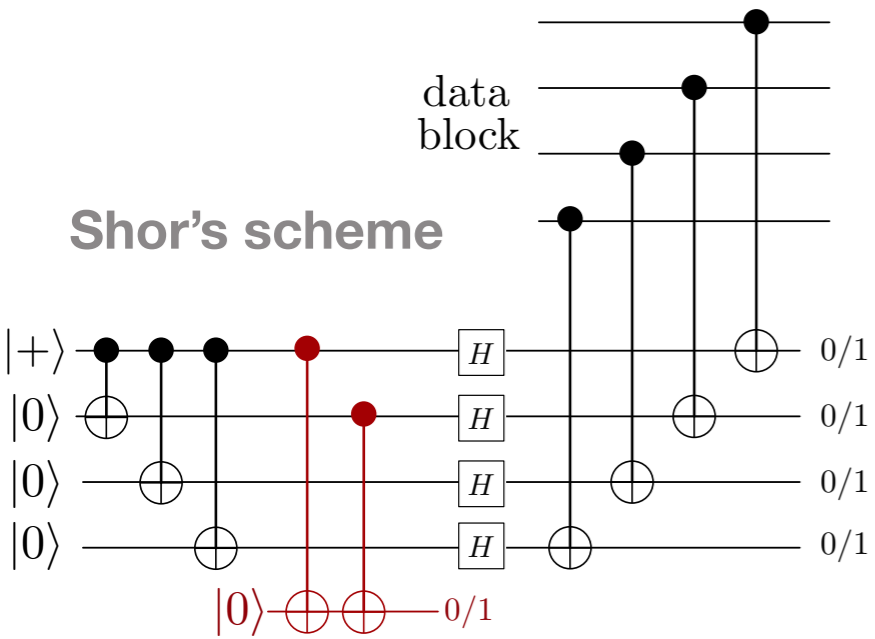 data
block
Shor's scheme
|+⟩ H 0/1
|0⟩ H 0/1
|0⟩ H 0/1
|0⟩ H 0/1
|0⟩ 0/1